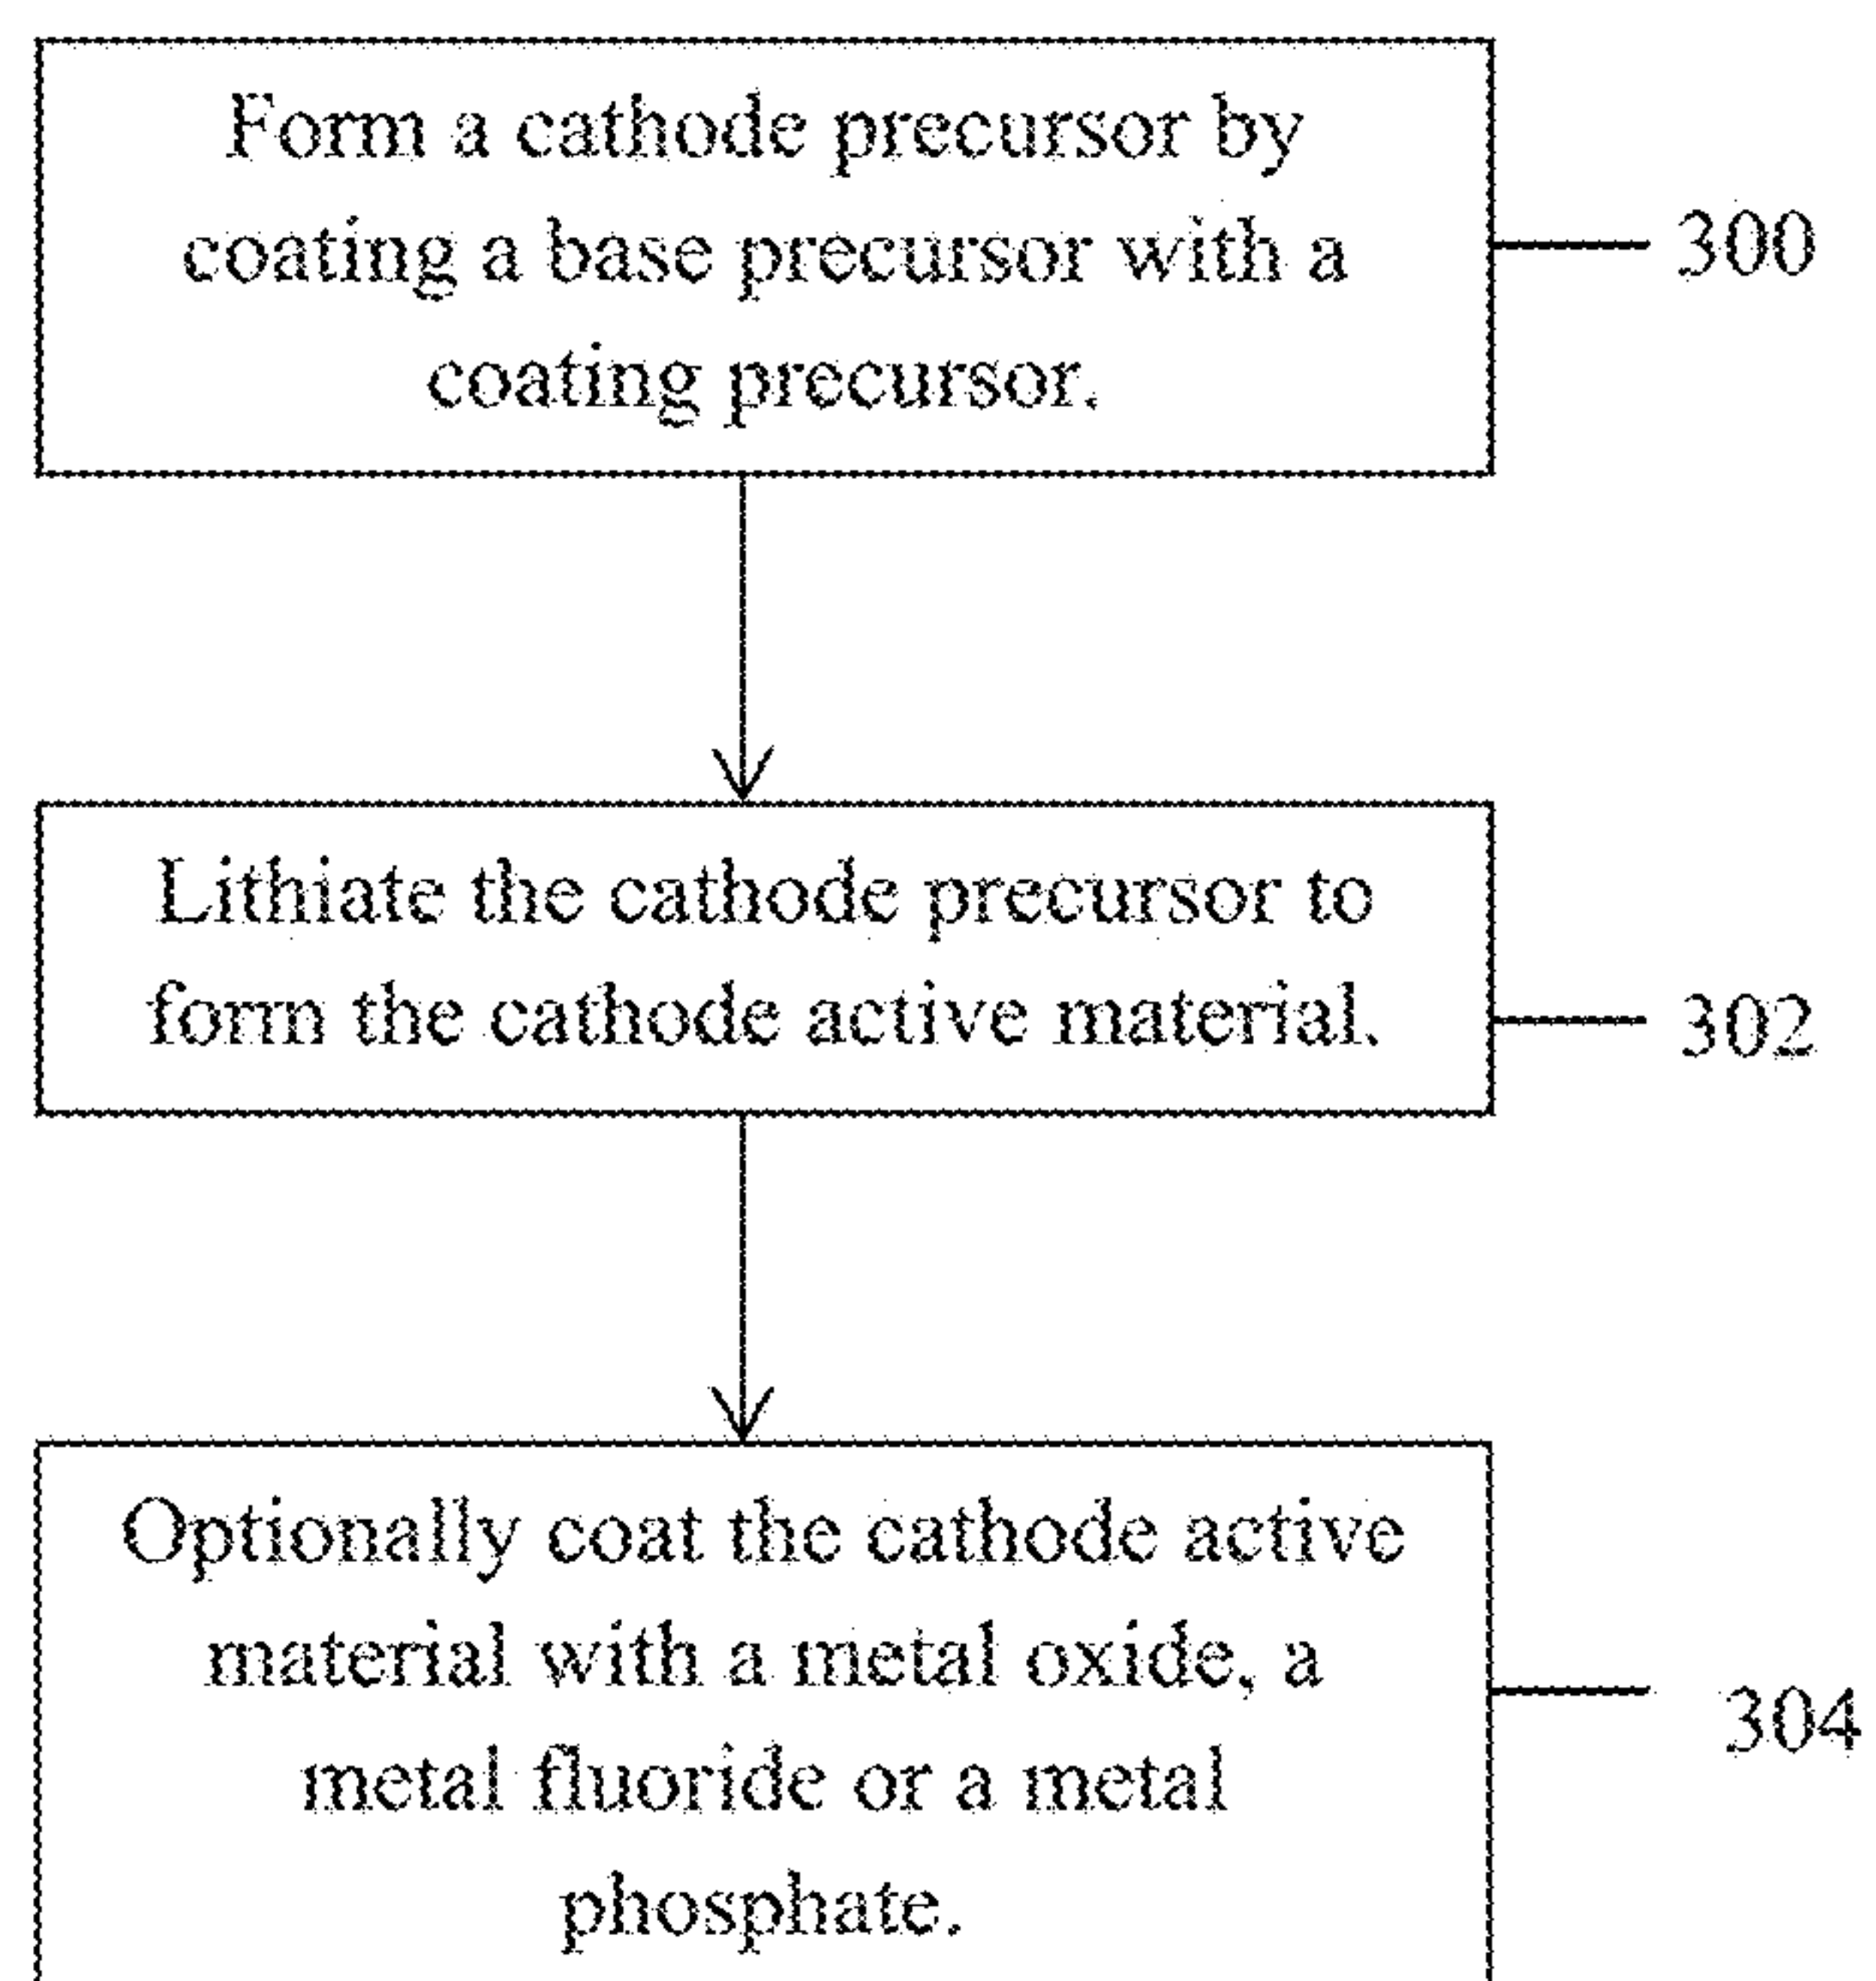 Form a cathode precursor by
coating a base precursor with a
coating precursor.
300
Lithiate the cathode precursor to
form the cathode active material.
302
Optionally coat the cathode active
material with a metal oxide, a
metal fluoride or a metal
phosphate.
304